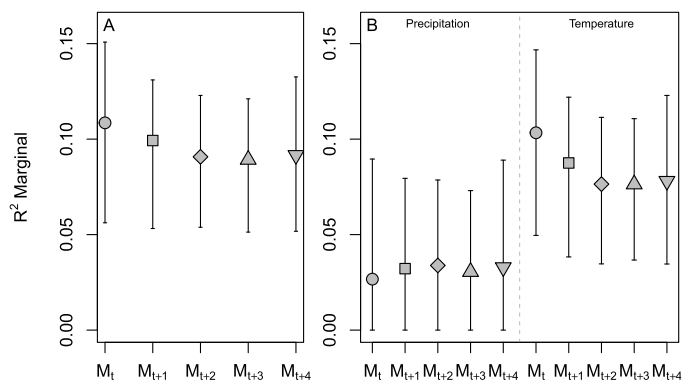 A
B
Precipitation
Temperature
R² Marginal
0.15
0.10
0.05
0.00
0.15
0.10
0.05
0.00
Mₜ Mₜ₊₁ Mₜ₊₂ Mₜ₊₃ Mₜ₊₄
Mₜ Mₜ₊₁ Mₜ₊₂ Mₜ₊₃ Mₜ₊₄ Mₜ Mₜ₊₁ Mₜ₊₂ Mₜ₊₃ Mₜ₊₄